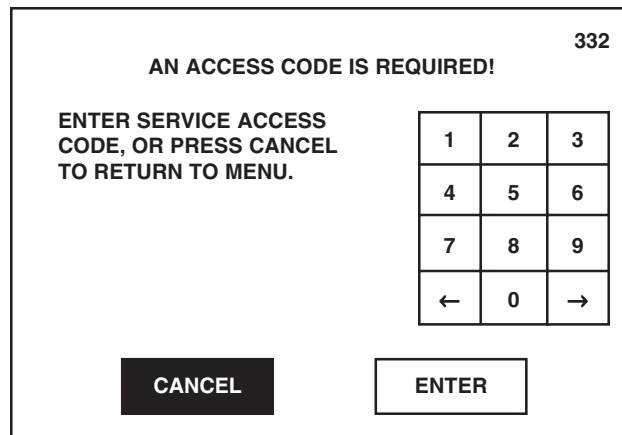 332
AN ACCESS CODE IS REQUIRED!
ENTER SERVICE ACCESS
CODE, OR PRESS CANCEL
TO RETURN TO MENU.
1 2 3
4 5 6
7 8 9
← 0 →
CANCEL ENTER